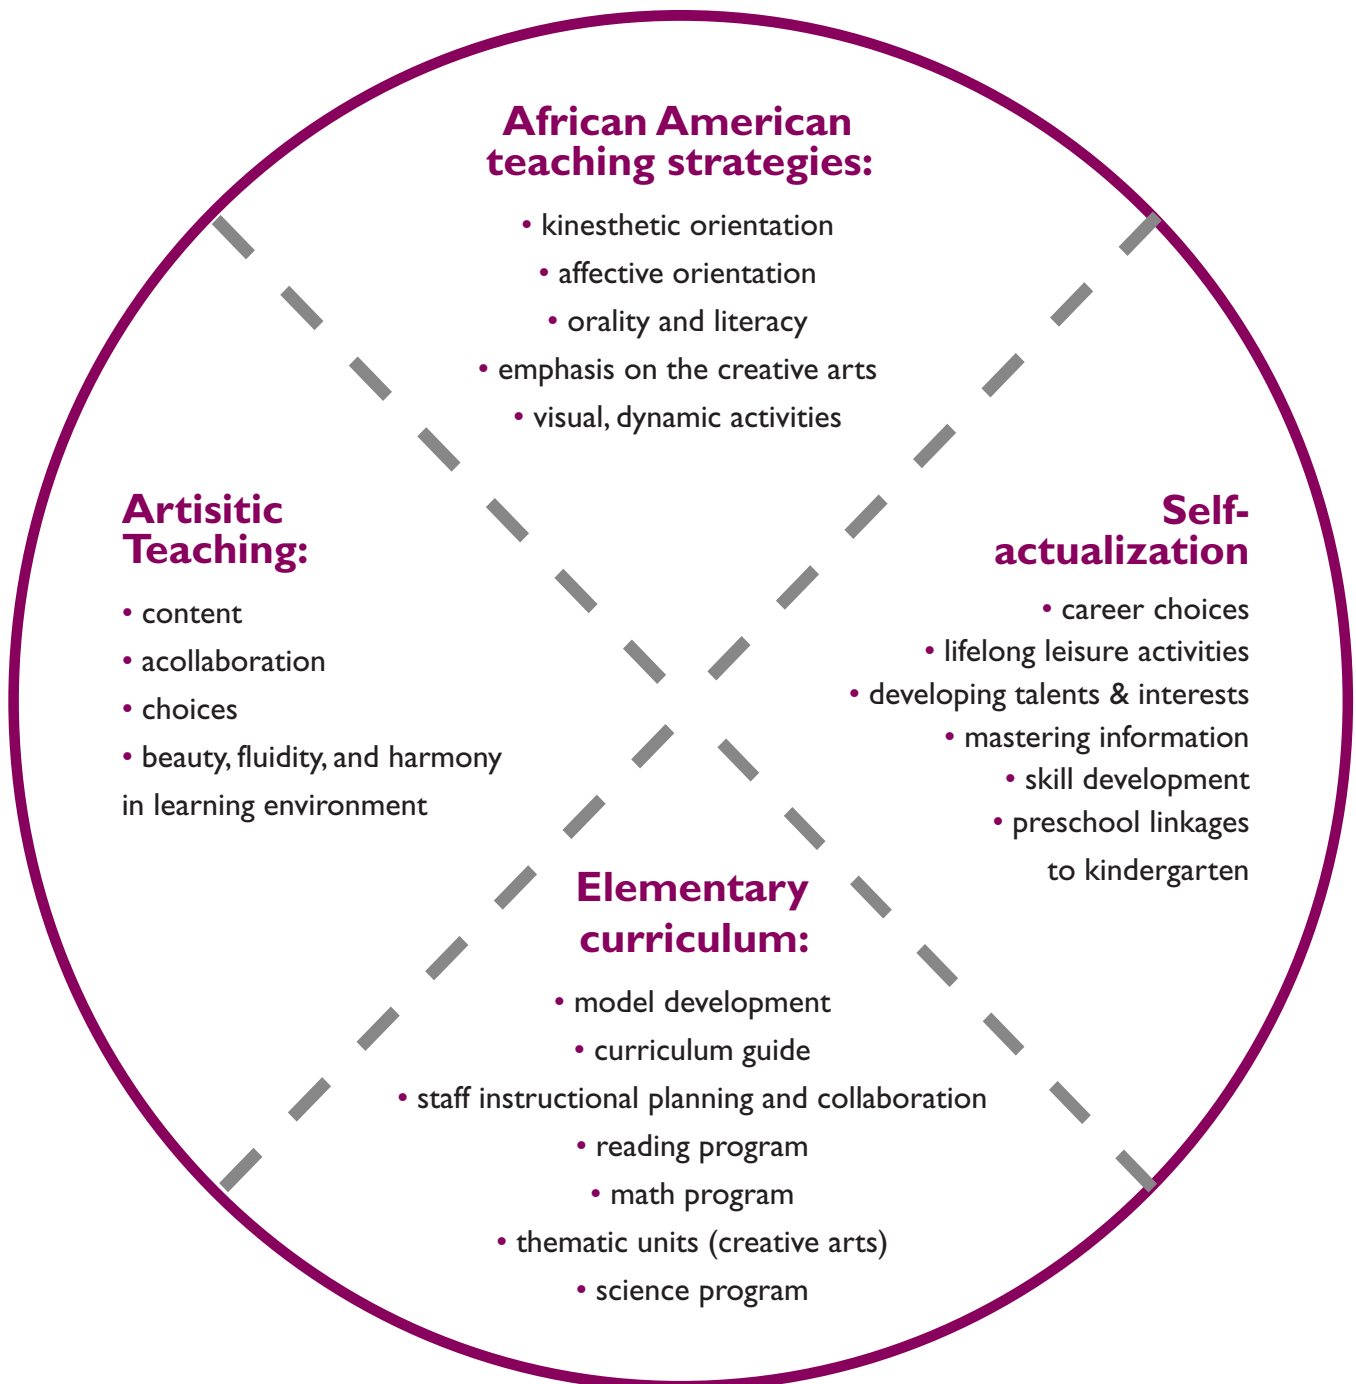 African American
teaching strategies:
• kinesthetic orientation
• affective orientation
• orality and literacy
• emphasis on the creative arts
• visual, dynamic activities
Artisitic
Teaching:
• content
• acollaboration
• choices
• beauty, fluidity, and harmony
in learning environment
Self-
actualization
• career choices
• lifelong leisure activities
• developing talents & interests
• mastering information
• skill development
• preschool linkages
to kindergarten
Elementary
curriculum:
• model development
• curriculum guide
• staff instructional planning and collaboration
• reading program
• math program
• thematic units (creative arts)
• science program